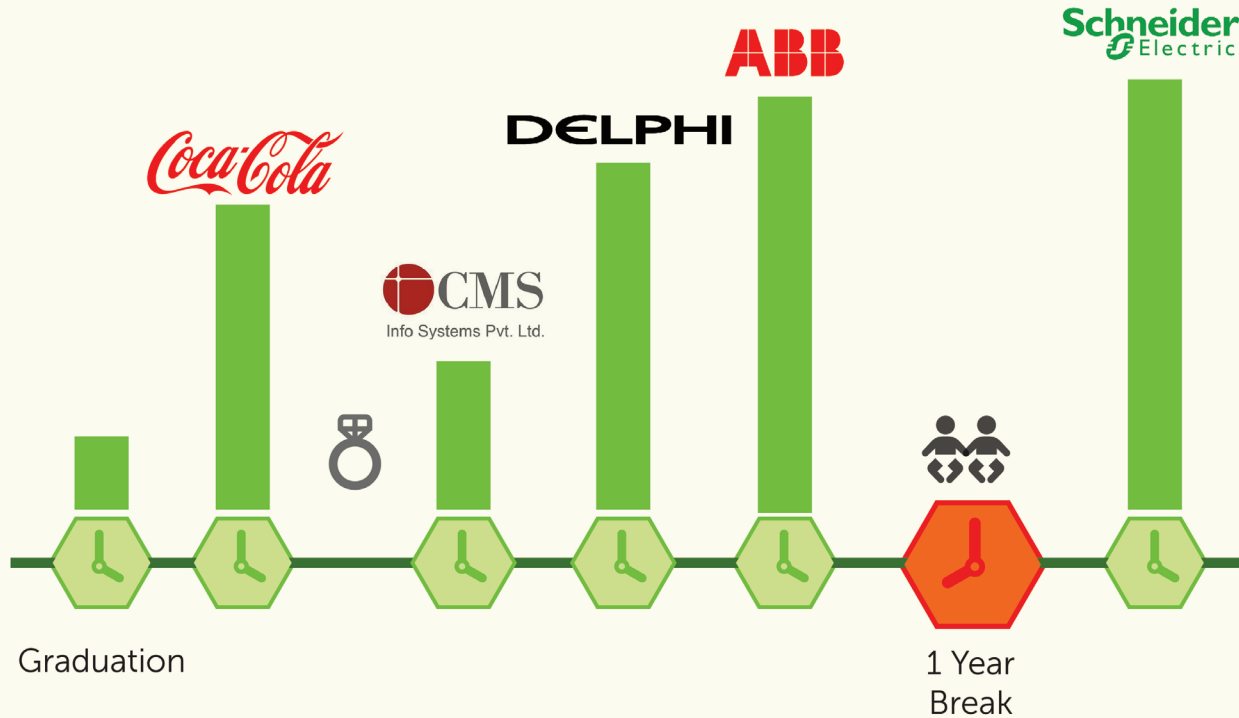 Schneider
Electric
ABB
DELPHI
Coca-Cola
CMS
Info Systems Pvt. Ltd.
Graduation
1 Year
Break